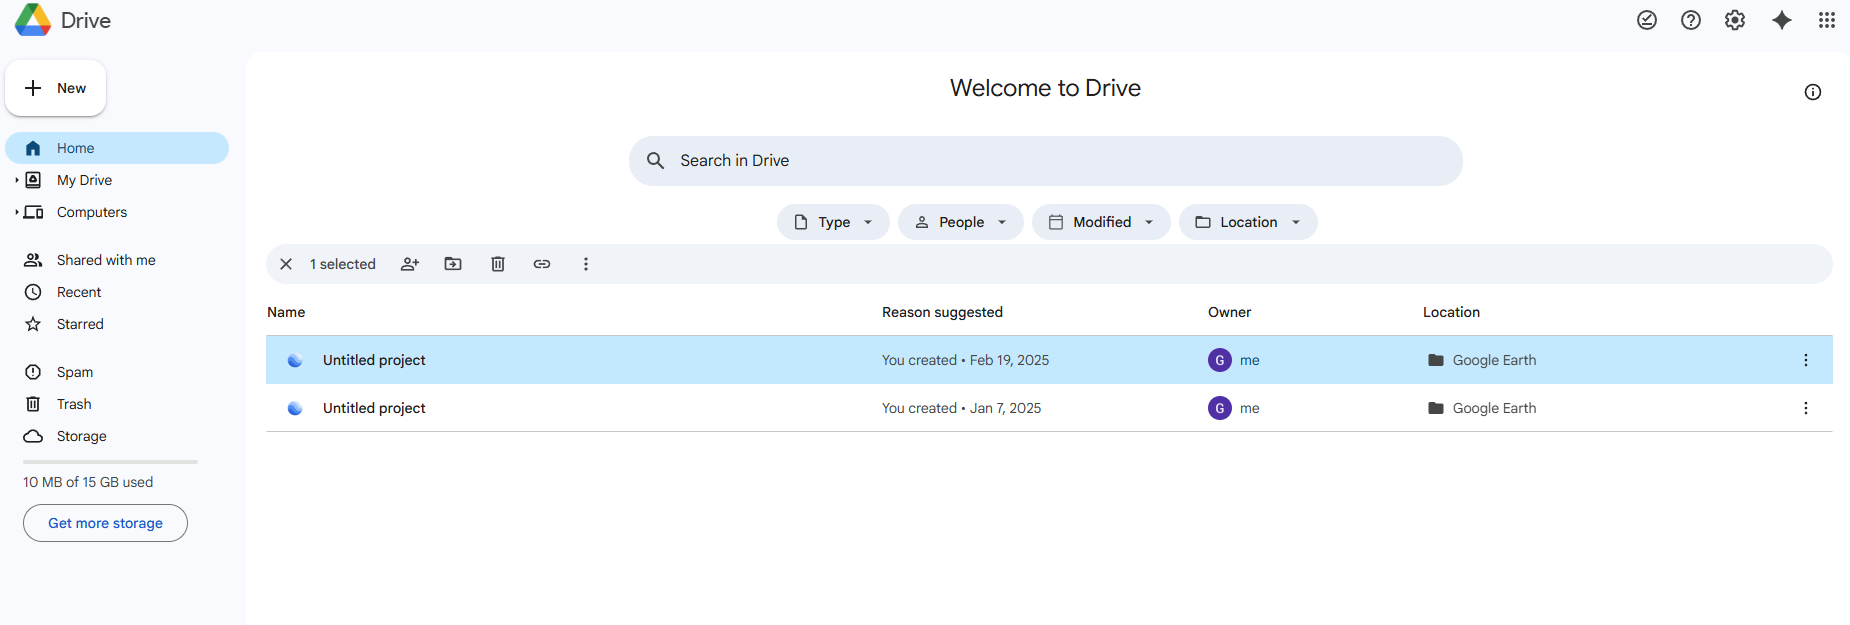 Drive
New
Home
My Drive
Computers
Shared with me
Recent
Starred
Spam
Trash
Storage
10 MB of 15 GB used
Get more storage
Welcome to Drive
Search in Drive
Type People Modified Location
1 selected
Name Reason suggested Owner Location
Untitled project You created • Feb 19, 2025 G me Google Earth
Untitled project You created • Jan 7, 2025 G me Google Earth